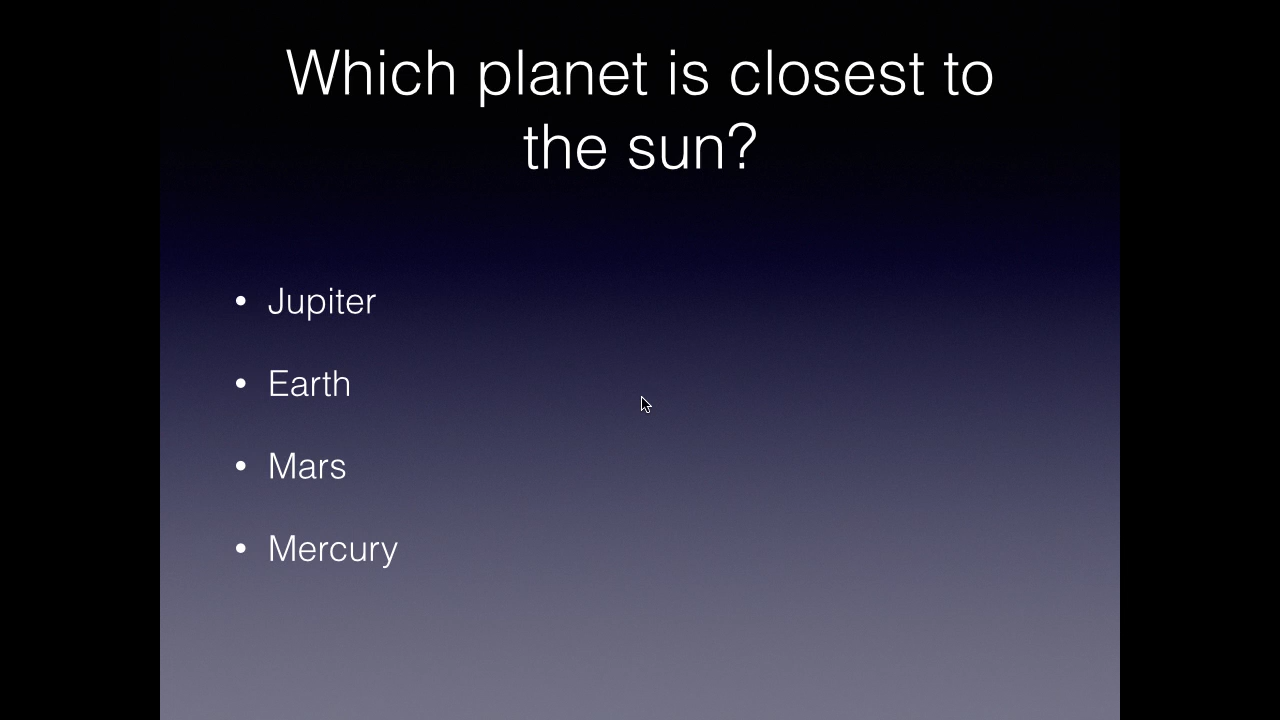 Which planet is closest to
the sun?
• Jupiter
• Earth
• Mars
• Mercury